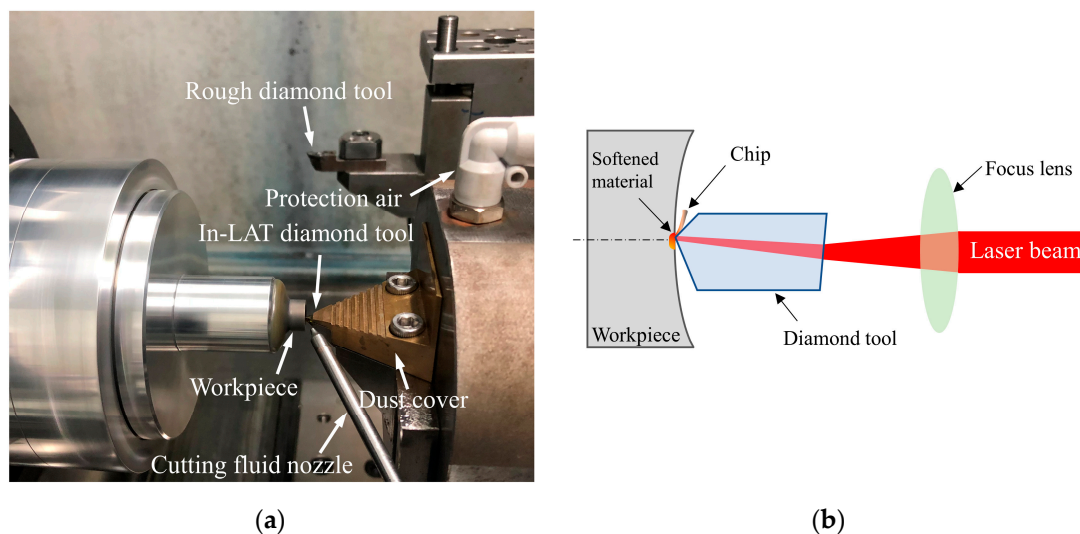 Rough diamond tool
Protection air
In-LAT diamond tool
Workpiece
Dust cover
Cutting fluid nozzle
(a)
Softened
material
Chip
Focus lens
Laser beam
Diamond tool
Workpiece
(b)